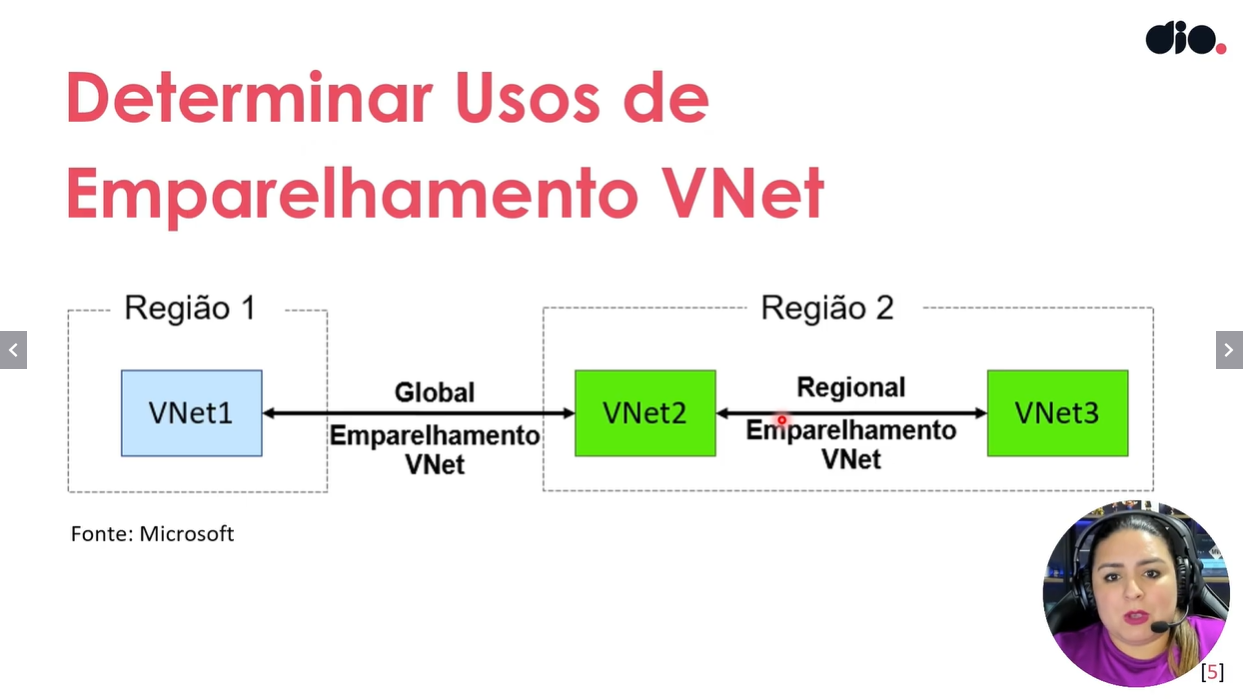 dio.
Determinar Usos de
Emparelhamento VNet
Região 1
Região 2
VNet1
Global
Emparelhamento
VNet
VNet2
Regional
Emparelhamento
VNet
VNet3
Fonte: Microsoft
[5]